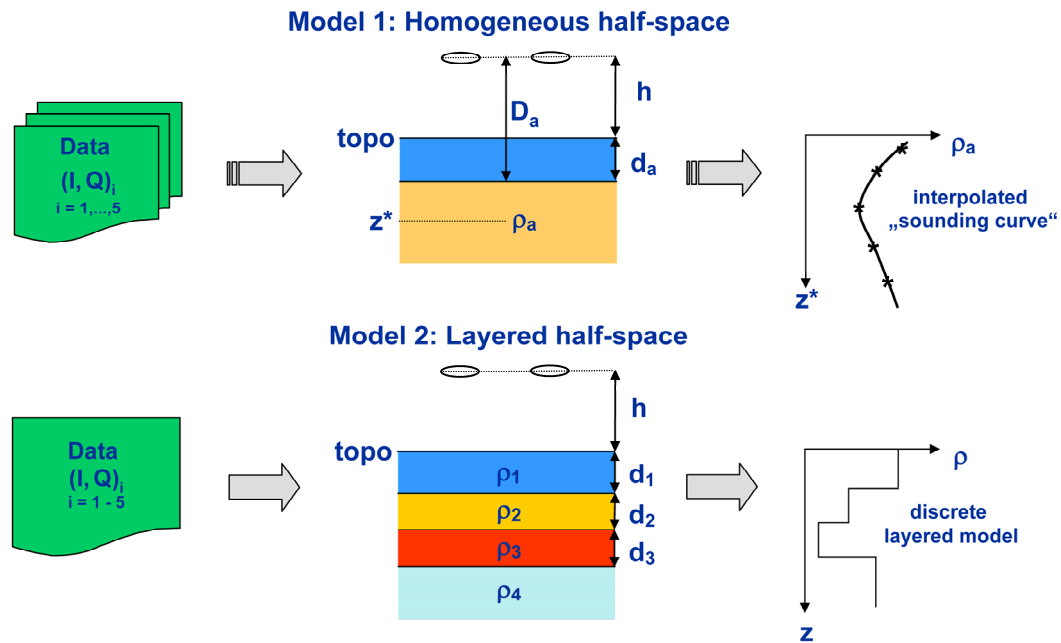 Model 1: Homogeneous half-space
h
Dₐ
topo
dₐ
Data
(I, Q)ᵢ
i = 1,...,5
z*
ρₐ
ρₐ
interpolated
„sounding curve“
z*
Model 2: Layered half-space
h
topo
Data
(I, Q)ᵢ
i = 1 - 5
ρ₁
d₁
ρ₂
d₂
ρ₃
d₃
ρ₄
ρ
discrete
layered model
z